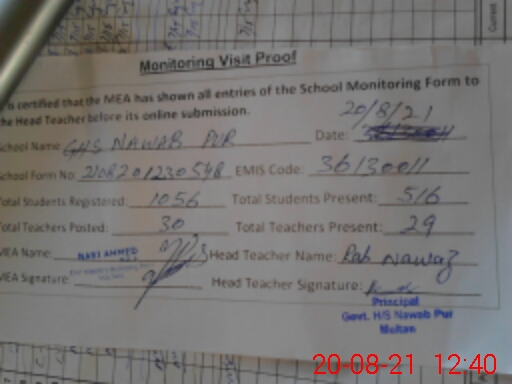 Monitoring Visit Proof
is certified that the MEA has shown all entries of the School Monitoring Form to
the Head Teacher before its online submission.
20/8/21
School Name GHS NAWAB PUR Date:
School Form No: EMIS Code: 36130011
Total Students Registered: 1056 Total Students Present: 516
Total Teachers Posted: 30 Total Teachers Present: 29
MEA Name: NABI AHMED Head Teacher Name: Rab Nawaz
MEA Signature: Head Teacher Signature:
Principal
Govt. H/S Nawab Pur
Multan
20-08-21 12:40
Current